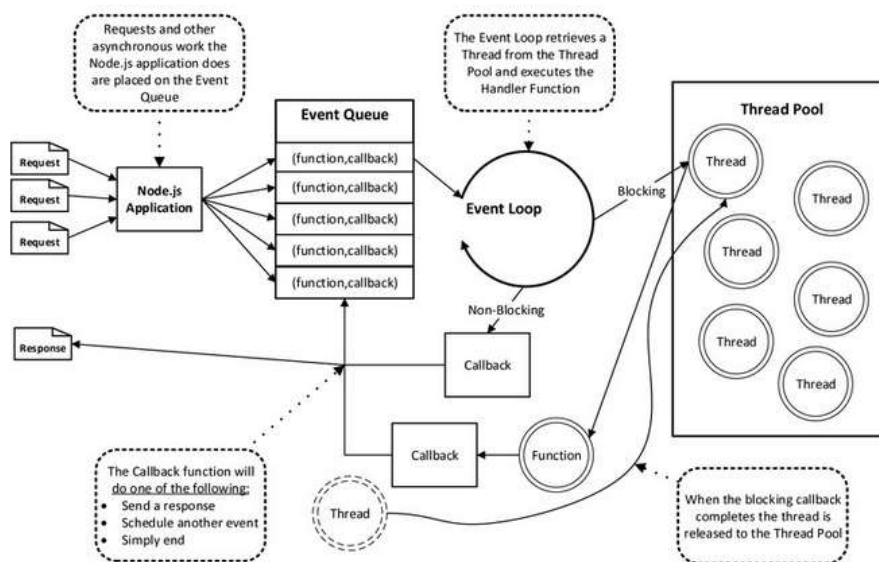 Requests and other
asynchronous work the
Node.js application does
are placed on the Event
Queue
The Event Loop retrieves a
Thread from the Thread
Pool and executes the
Handler Function
Event Queue
(function,callback)
(function,callback)
(function,callback)
(function,callback)
(function,callback)
Request
Request
Request
Node.js
Application
Event Loop
Blocking
Non-Blocking
Thread Pool
Thread
Thread
Thread
Thread
Thread
Thread
Response
Callback
Callback
Function
Thread
The Callback function will
do one of the following:
• Send a response
• Schedule another event
• Simply end
When the blocking callback
completes the thread is
released to the Thread Pool